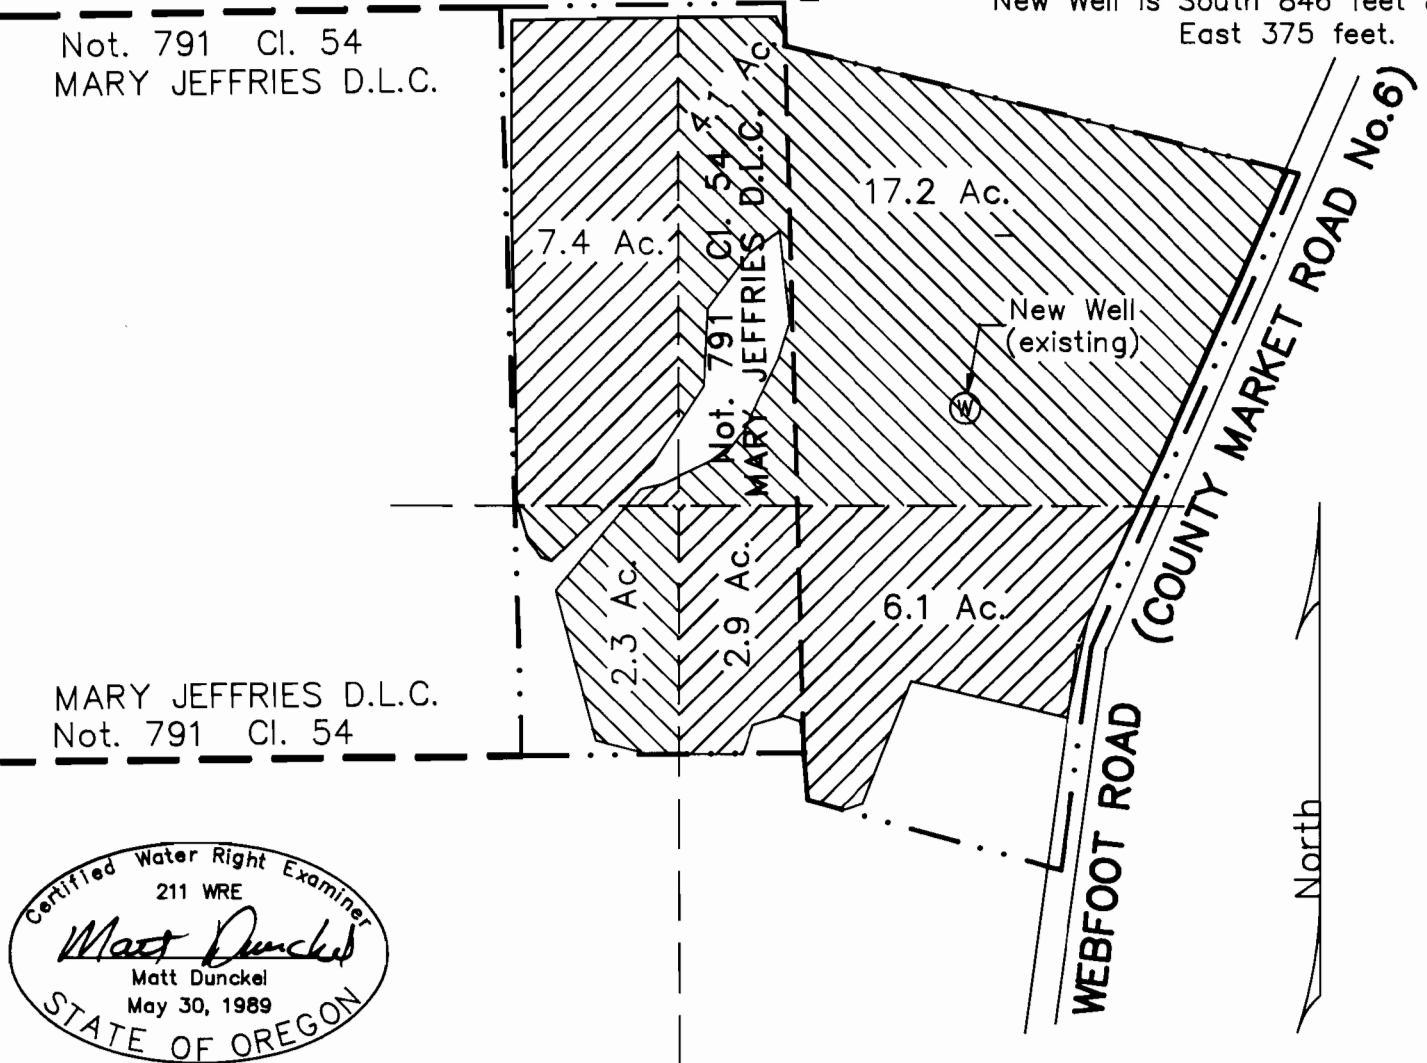 New Well is South 846 feet
East 375 feet.
Not. 791 Cl. 54
MARY JEFFRIES D.L.C.
4.7 Ac.
17.2 Ac.
7.4 Ac.
Not. 791 Cl. 54
MARY JEFFRIES D.L.C.
New Well
(existing)
W
WEBFOOT ROAD (COUNTY MARKET ROAD No.6)
2.3 Ac.
2.9 Ac.
6.1 Ac.
MARY JEFFRIES D.L.C.
Not. 791 Cl. 54
North
Certified Water Right Examiner
211 WRE
Matt Dunckel
Matt Dunckel
May 30, 1989
STATE OF OREGON